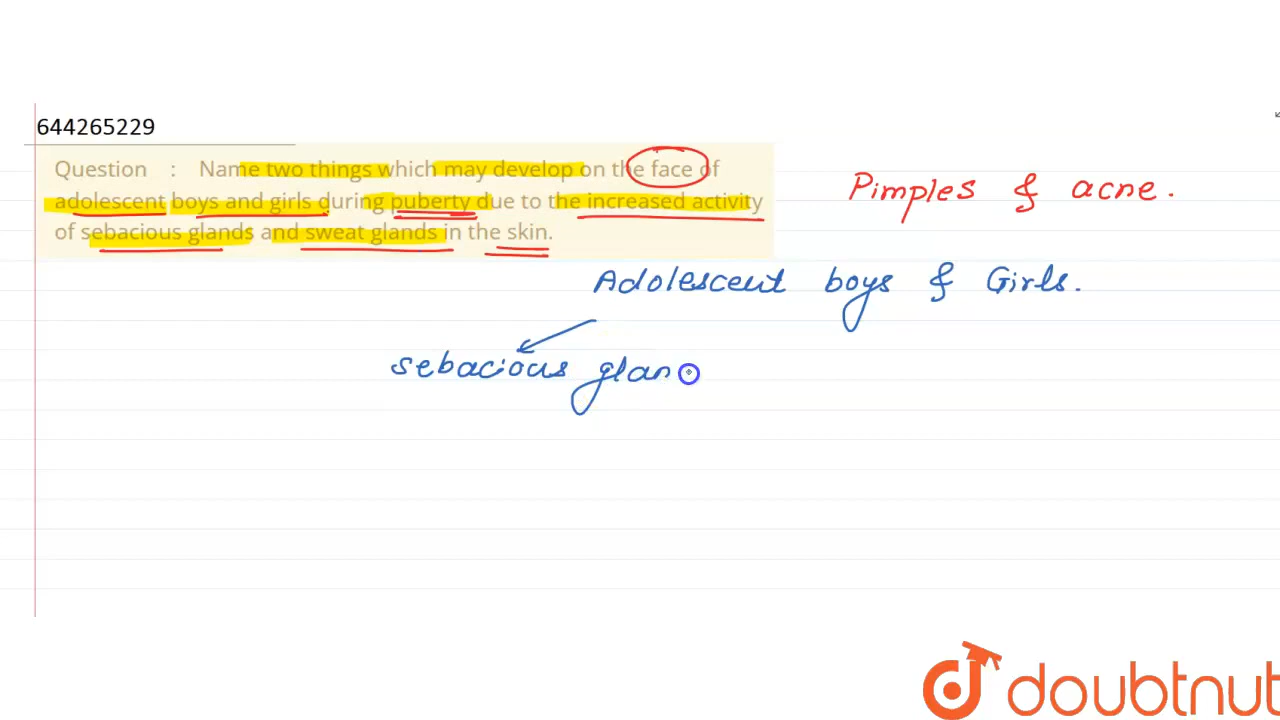 644265229
Question : Name two things which may develop on the face of
adolescent boys and girls during puberty due to the increased activity
of sebacious glands and sweat glands in the skin.
Pimples & acne.
Adolescent boys & Girls.
sebacious glan
doubtnut